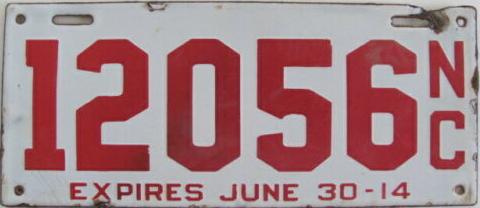 12056 NC
EXPIRES JUNE 30-14